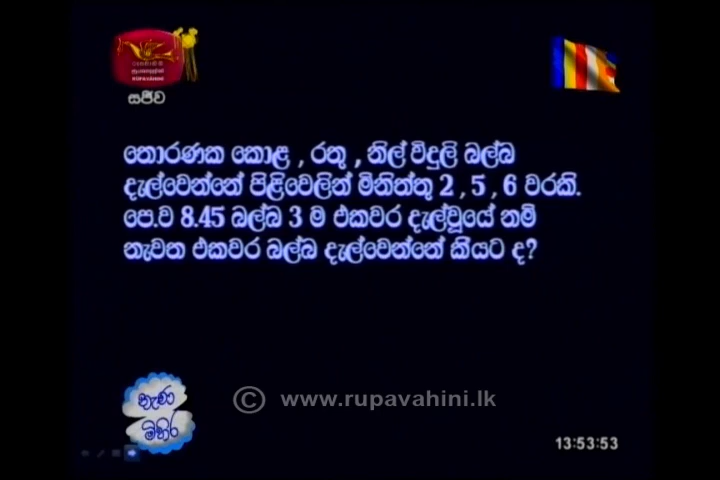 සජීව
තොරණක කොළ , රතු , නිල් විදුලි බල්බ
දැල්වෙන්නේ පිළිවෙලින් මිනිත්තු 2 , 5 , 6 වරකි.
පෙ.ව 8.45 බල්බ 3 ම එකවර දැල්වූයේ නම්
නැවත එකවර බල්බ දැල්වෙන්නේ කීයට ද?
නැණ
මිහිර
© www.rupavahini.lk
13:53:53